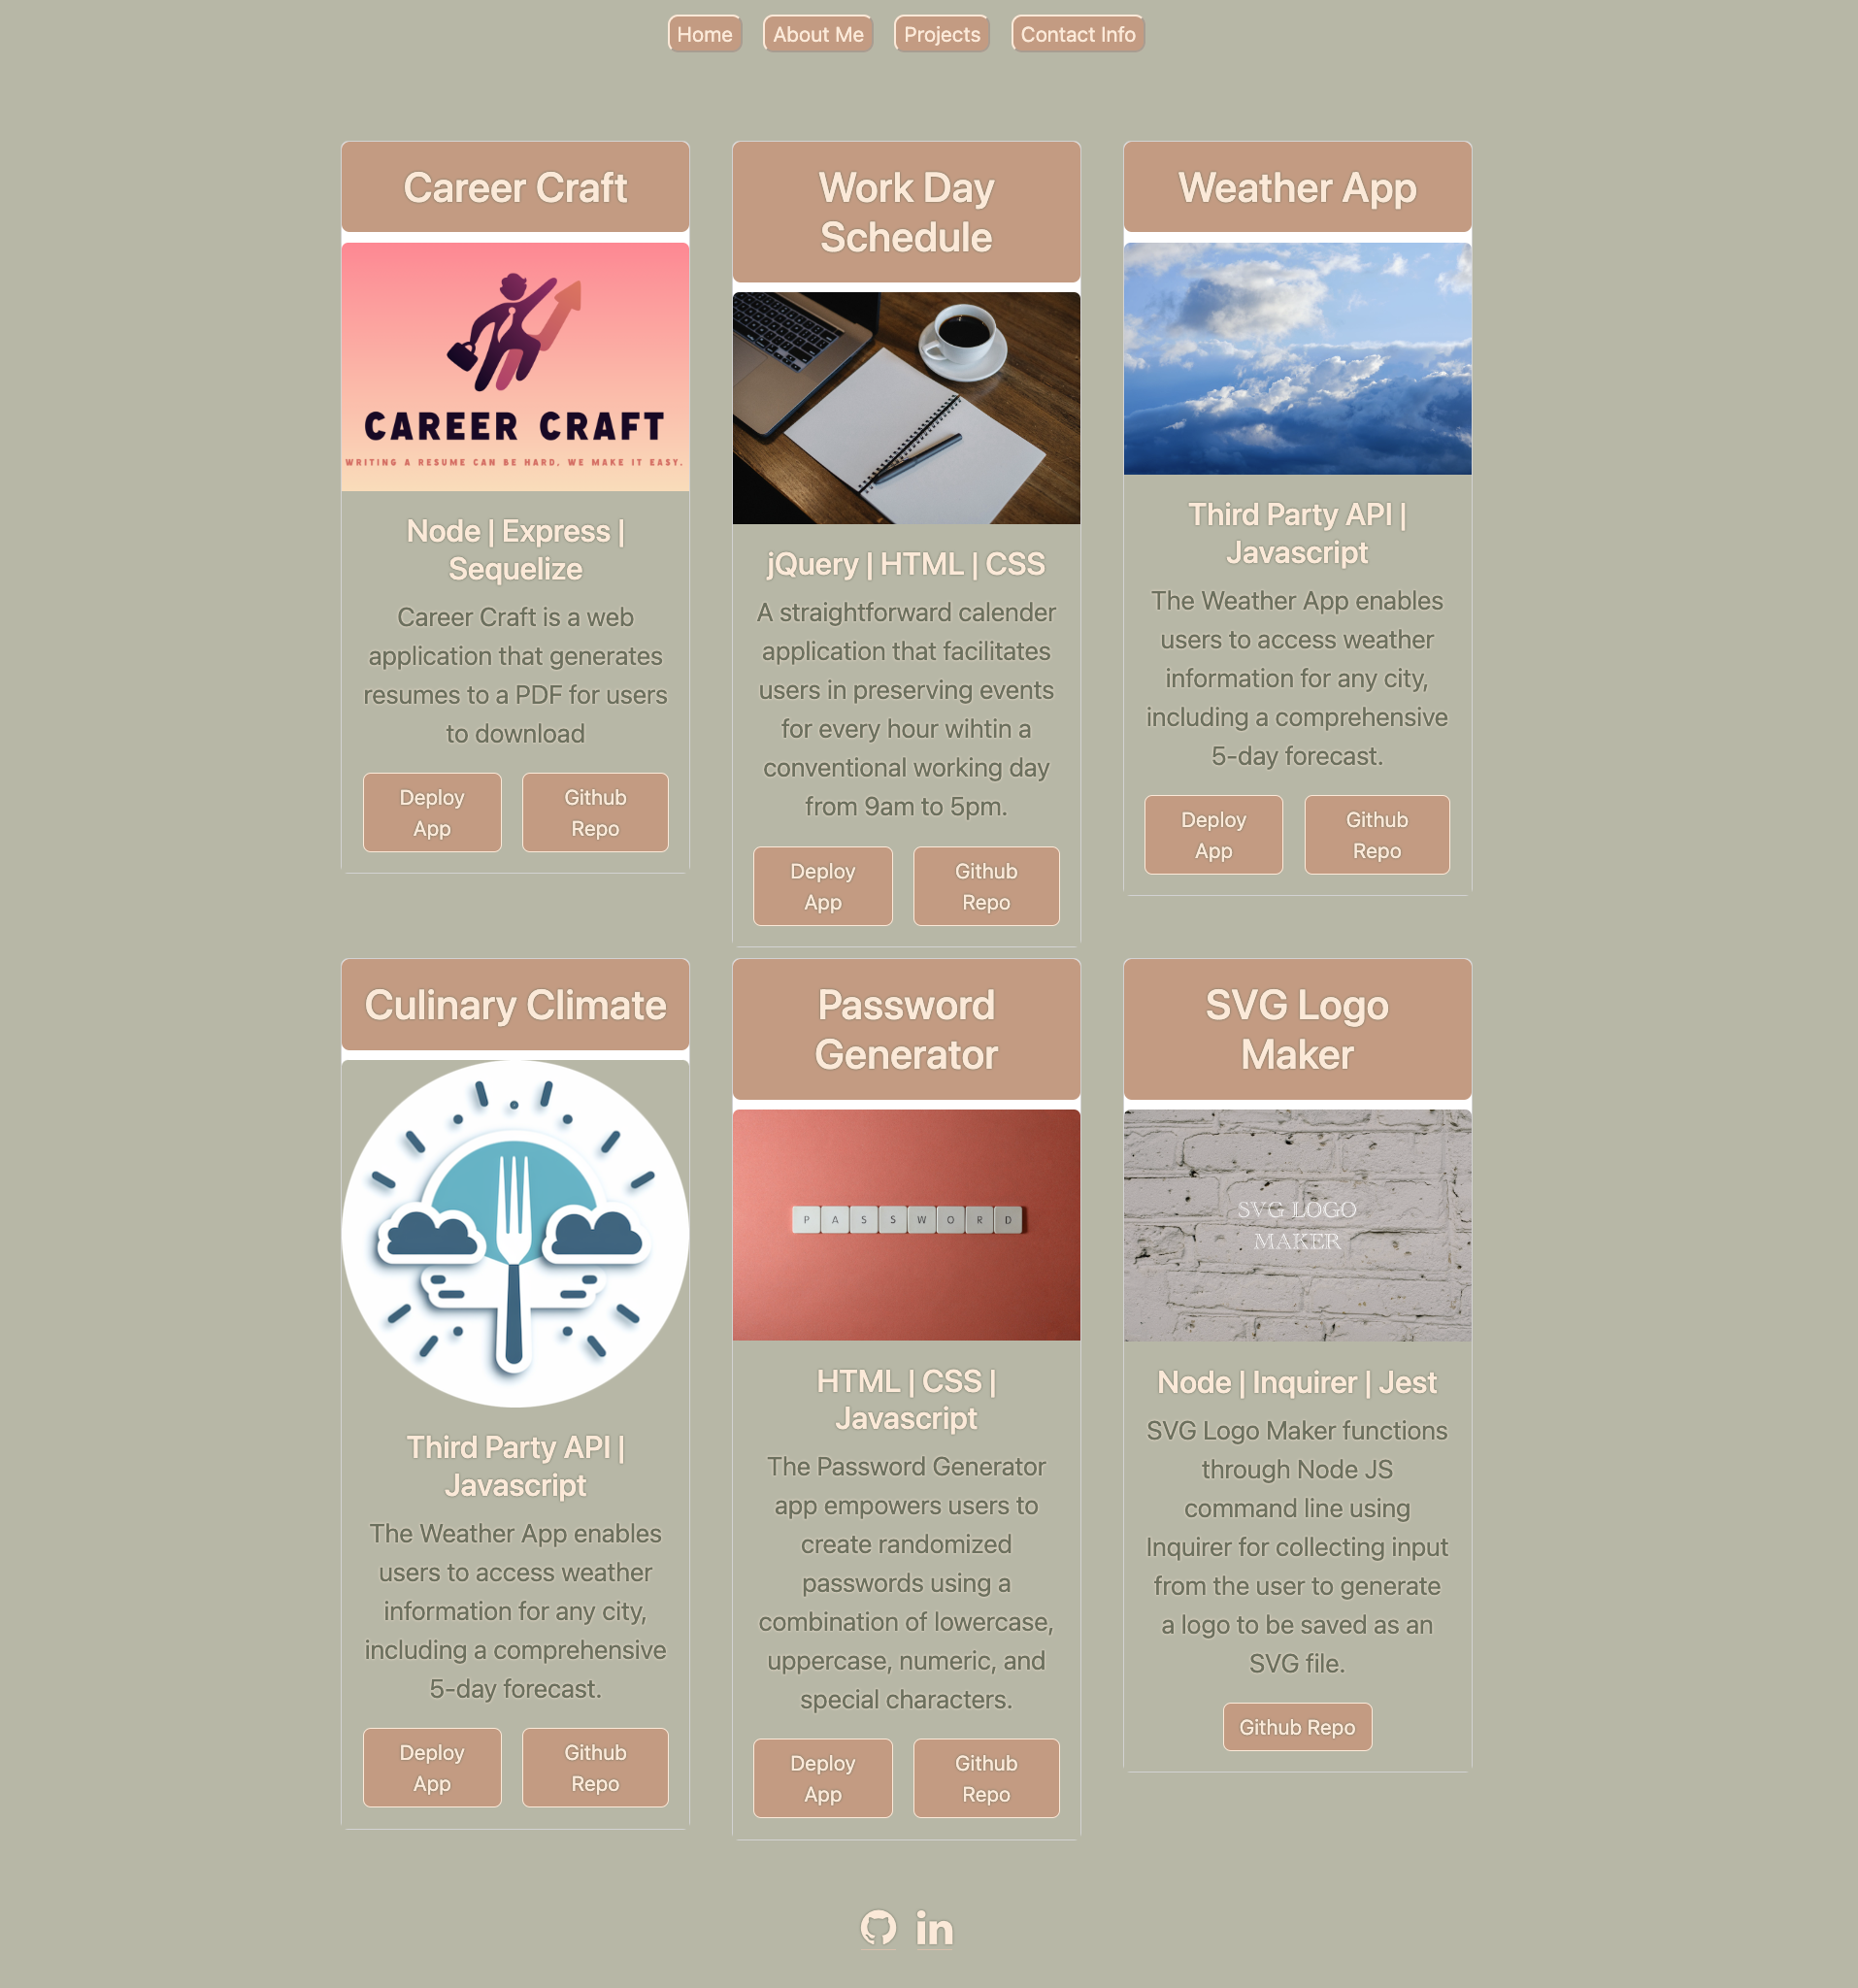 Home
About Me
Projects
Contact Info
Career Craft
CAREER CRAFT
WRITING A RESUME CAN BE HARD, WE MAKE IT EASY.
Node | Express |
Sequelize
Career Craft is a web
application that generates
resumes to a PDF for users
to download
Deploy
App
Github
Repo
Work Day
Schedule
jQuery | HTML | CSS
A straightforward calender
application that facilitates
users in preserving events
for every hour wihtin a
conventional working day
from 9am to 5pm.
Deploy
App
Github
Repo
Weather App
Third Party API |
Javascript
The Weather App enables
users to access weather
information for any city,
including a comprehensive
5-day forecast.
Deploy
App
Github
Repo
Culinary Climate
Third Party API |
Javascript
The Weather App enables
users to access weather
information for any city,
including a comprehensive
5-day forecast.
Deploy
App
Github
Repo
Password
Generator
PASSWORD
HTML | CSS |
Javascript
The Password Generator
app empowers users to
create randomized
passwords using a
combination of lowercase,
uppercase, numeric, and
special characters.
Deploy
App
Github
Repo
SVG Logo
Maker
SVG LOGO
MAKER
Node | Inquirer | Jest
SVG Logo Maker functions
through Node JS
command line using
Inquirer for collecting input
from the user to generate
a logo to be saved as an
SVG file.
Github Repo
in